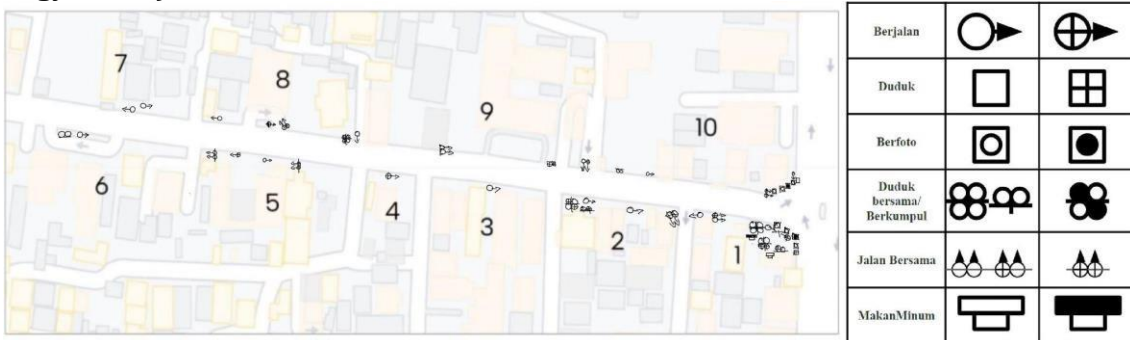 7
8
9
10
6
5
4
3
2
1
Berjalan
Duduk
Berfoto
Duduk
bersama/
Berkumpul
Jalan Bersama
MakanMinum